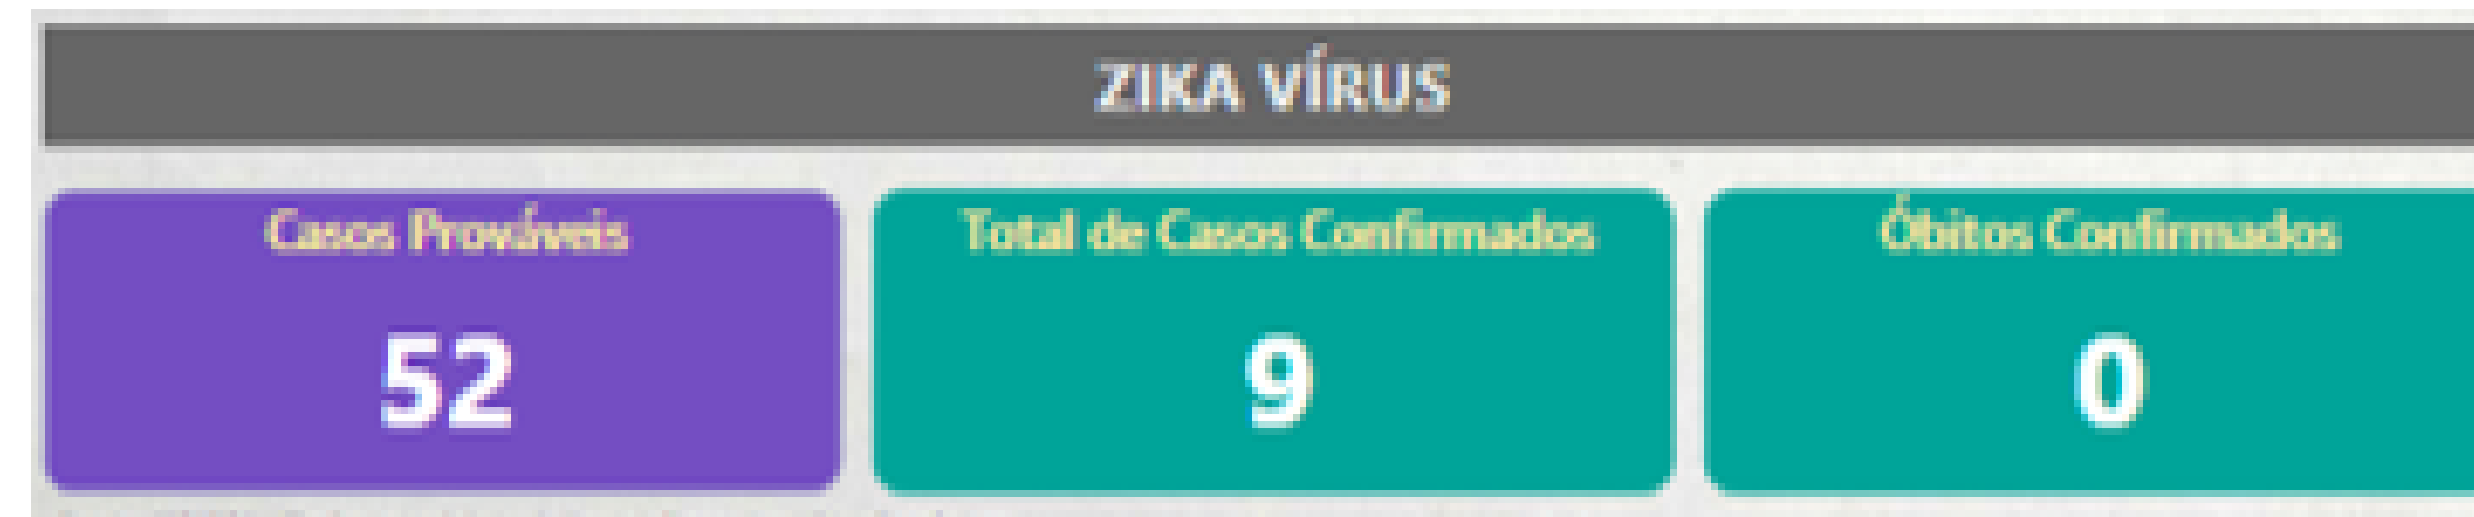 ZIKA VÍRUS
Casos Prováveis
Total de Casos Confirmados
Óbitos Confirmados
52
9
0